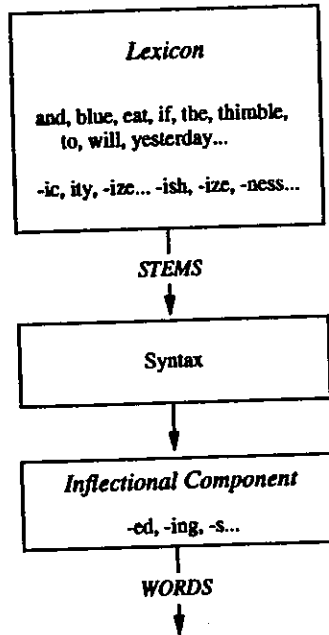 Lexicon
and, blue, eat, if, the, thimble,
to, will, yesterday...
-ic, ity, -ize... -ish, -ize, -ness...
STEMS
Syntax
Inflectional Component
-ed, -ing, -s...
WORDS